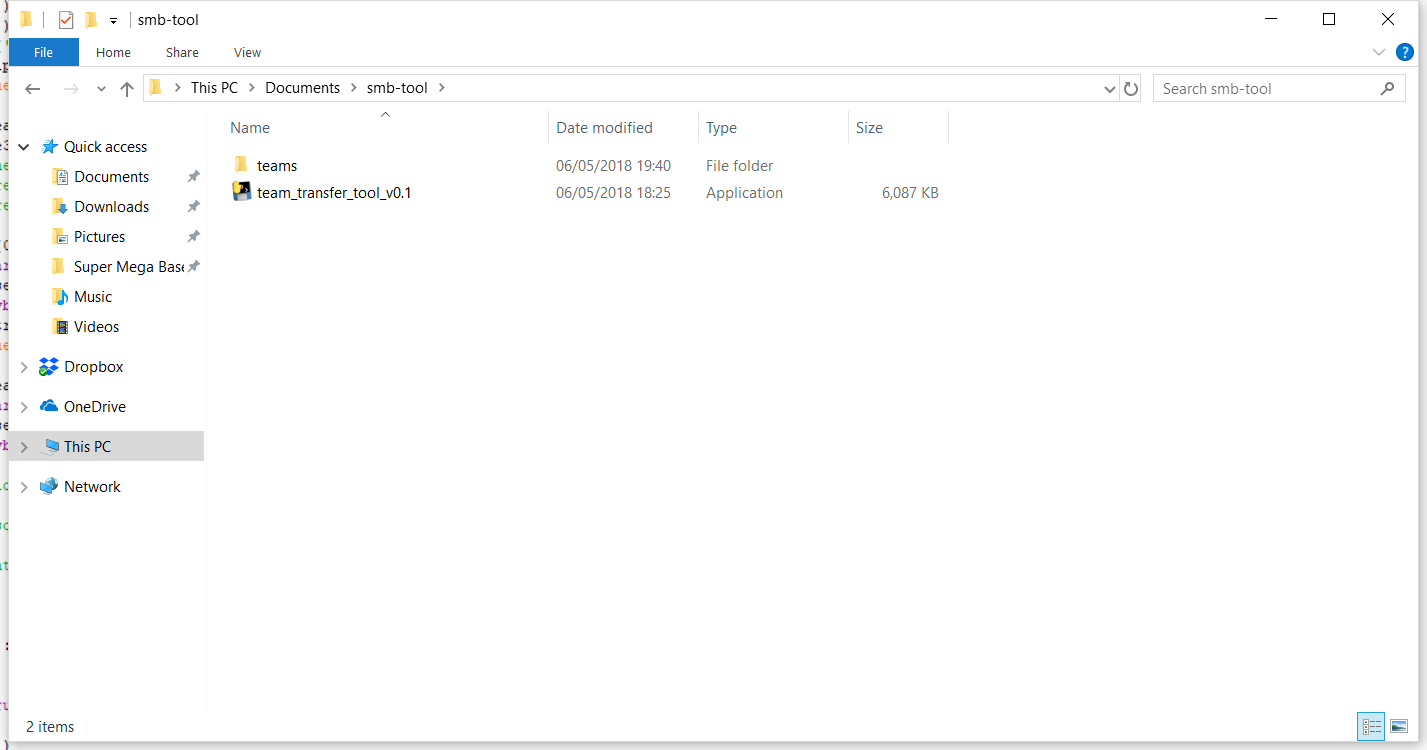 smb-tool
File Home Share View
This PC Documents smb-tool
Search smb-tool
Name Date modified Type Size
teams 06/05/2018 19:40 File folder
team_transfer_tool_v0.1 06/05/2018 18:25 Application 6,087 KB
Quick access
Documents
Downloads
Pictures
Super Mega Base
Music
Videos
Dropbox
OneDrive
This PC
Network
2 items